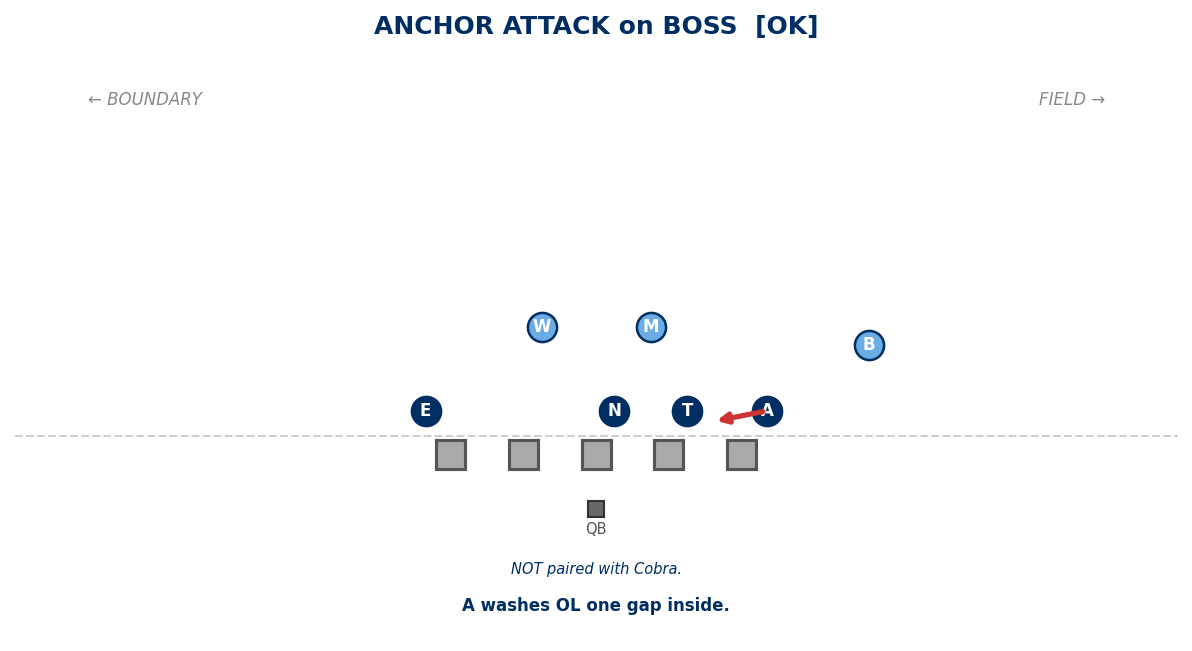 ANCHOR ATTACK on BOSS [OK]
← BOUNDARY
FIELD →
W
M
B
E
N
T
A
QB
NOT paired with Cobra.
A washes OL one gap inside.